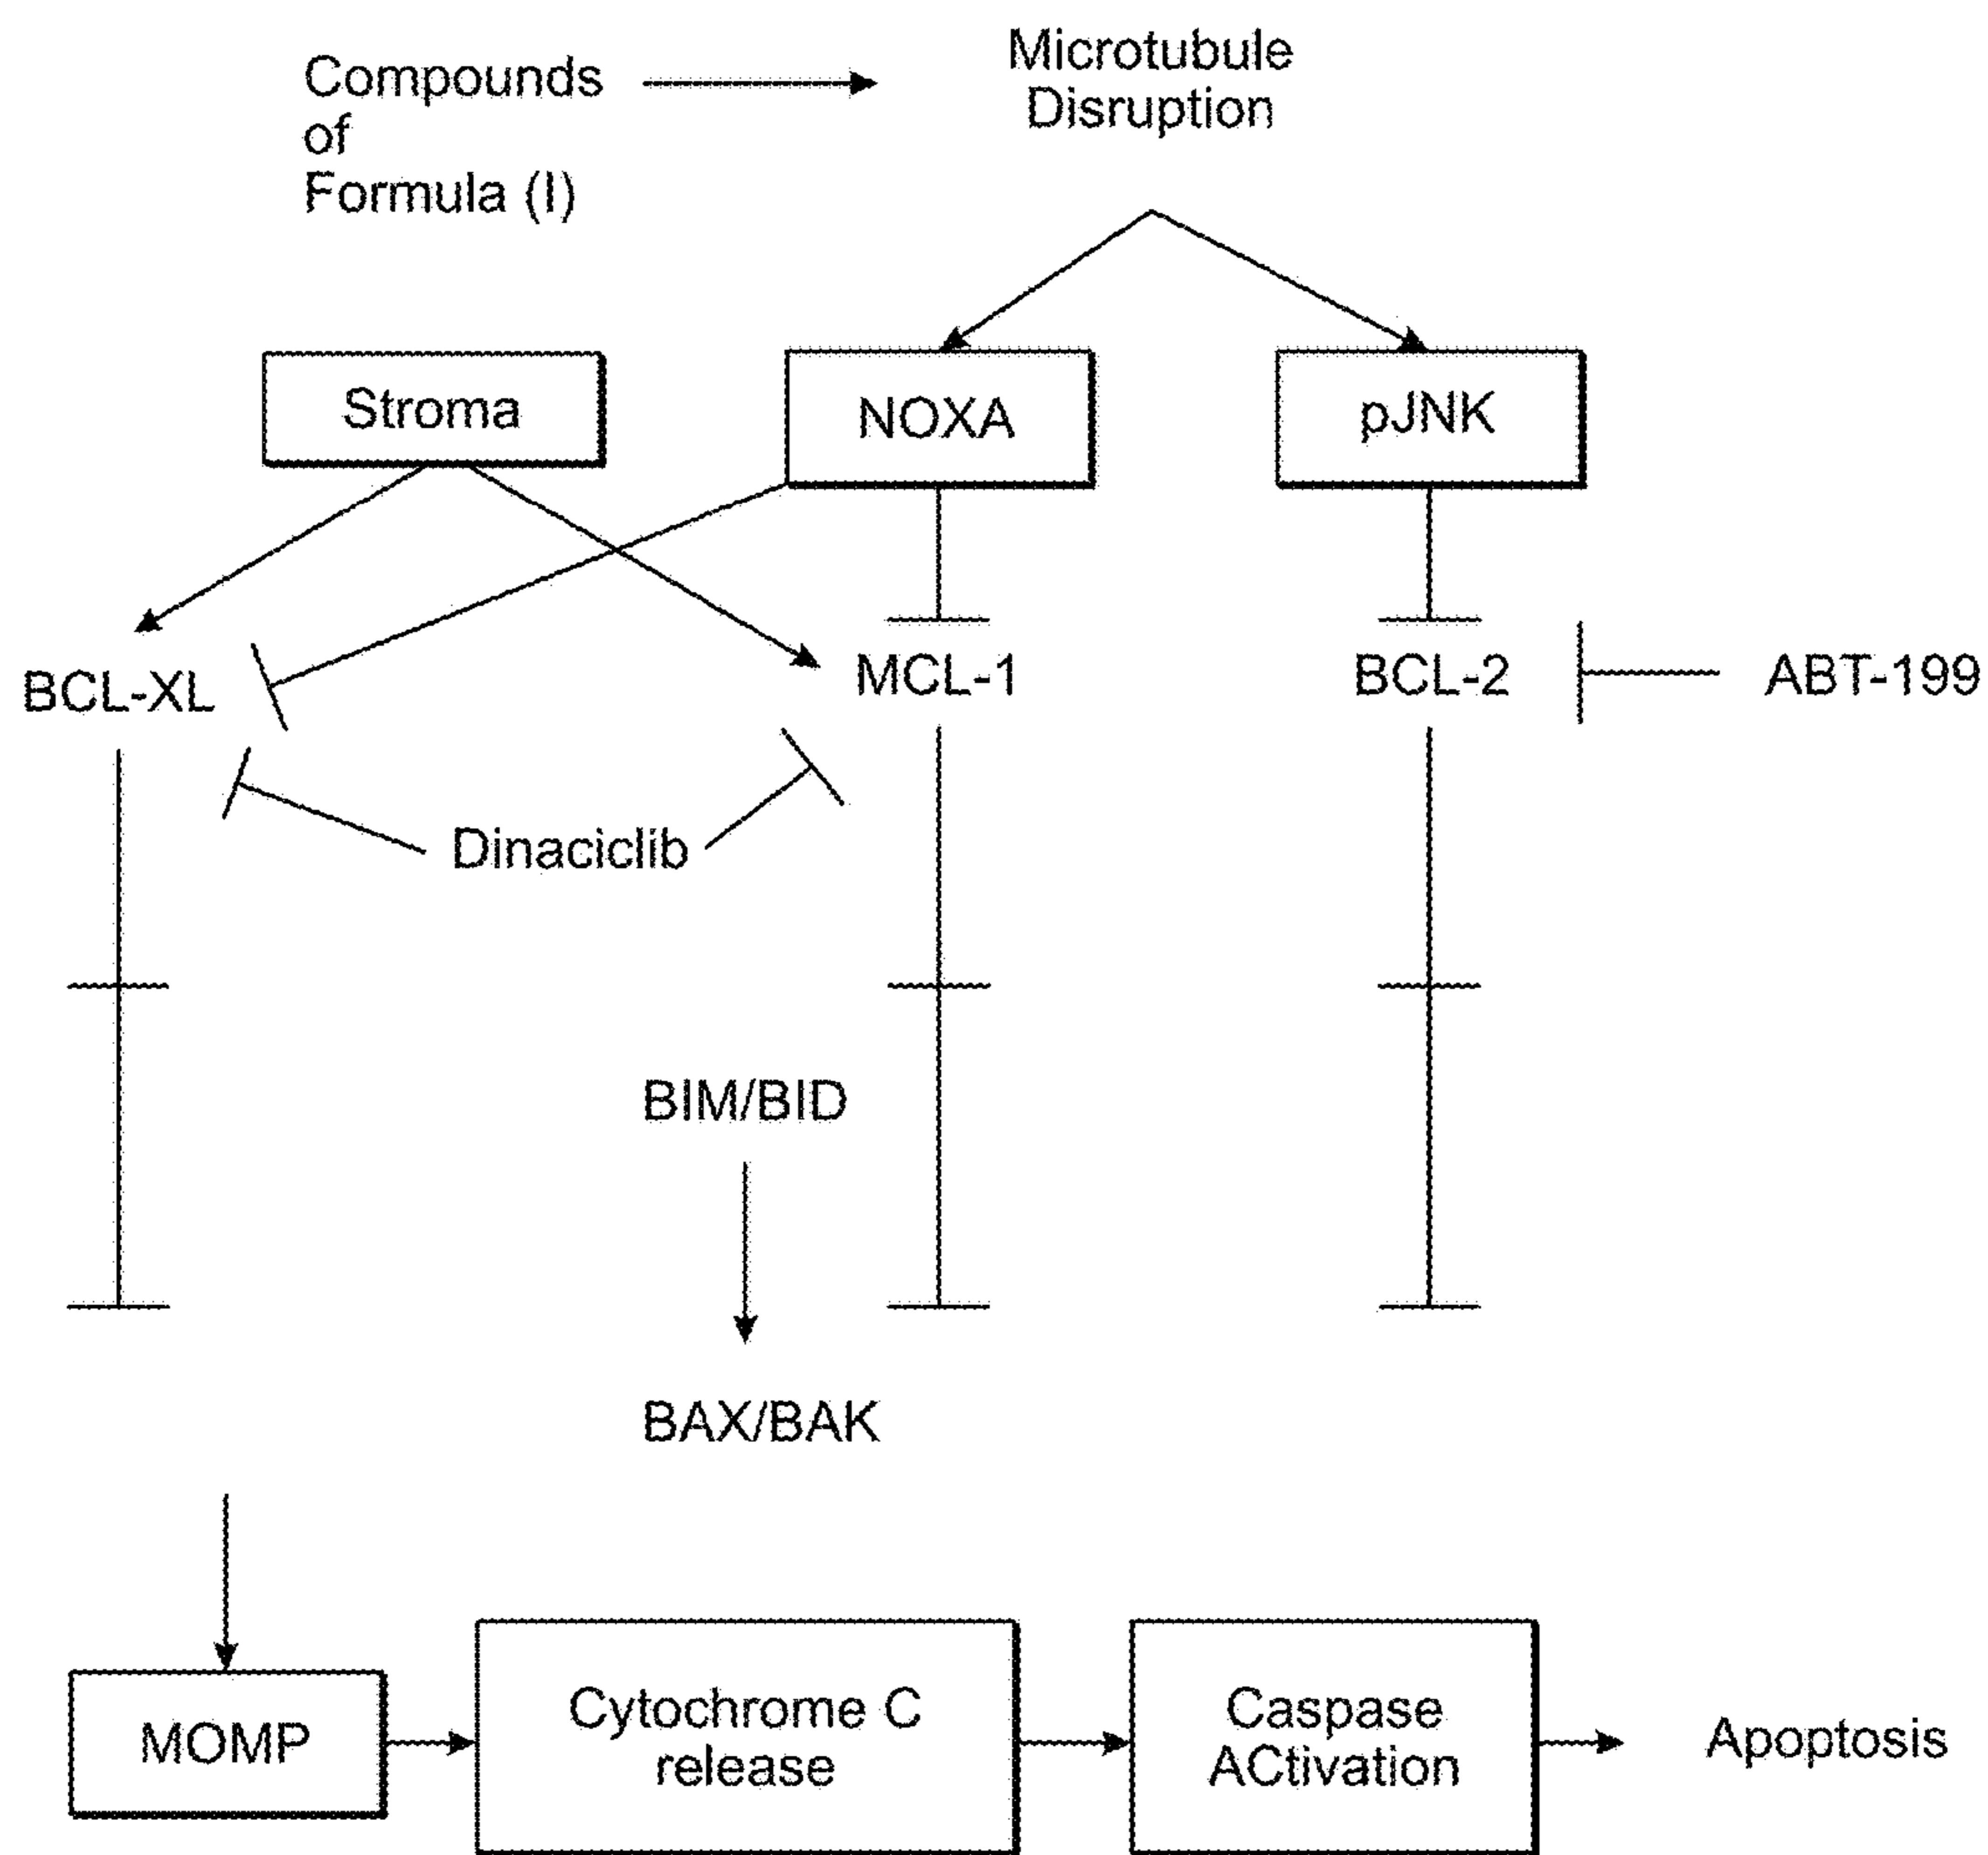 Compounds
of
Formula (I)
Microtubule
Disruption
Stroma
NOXA
pJNK
BCL-XL
MCL-1
BCL-2
ABT-199
Dinaciclib
BIM/BID
BAX/BAK
MOMP
Cytochrome C
release
Caspase
ACtivation
Apoptosis